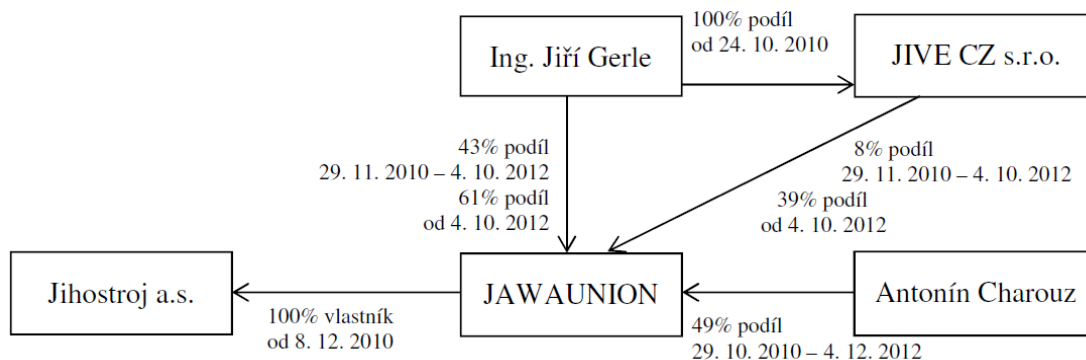 100% podíl
od 24. 10. 2010
Ing. Jiří Gerle
JIVE CZ s.r.o.
43% podíl
29. 11. 2010 – 4. 10. 2012
61% podíl
od 4. 10. 2012
8% podíl
29. 11. 2010 – 4. 10. 2012
39% podíl
od 4. 10. 2012
Jihostroj a.s.
JAWAUNION
Antonín Charouz
100% vlastník
od 8. 12. 2010
49% podíl
29. 10. 2010 – 4. 12. 2012